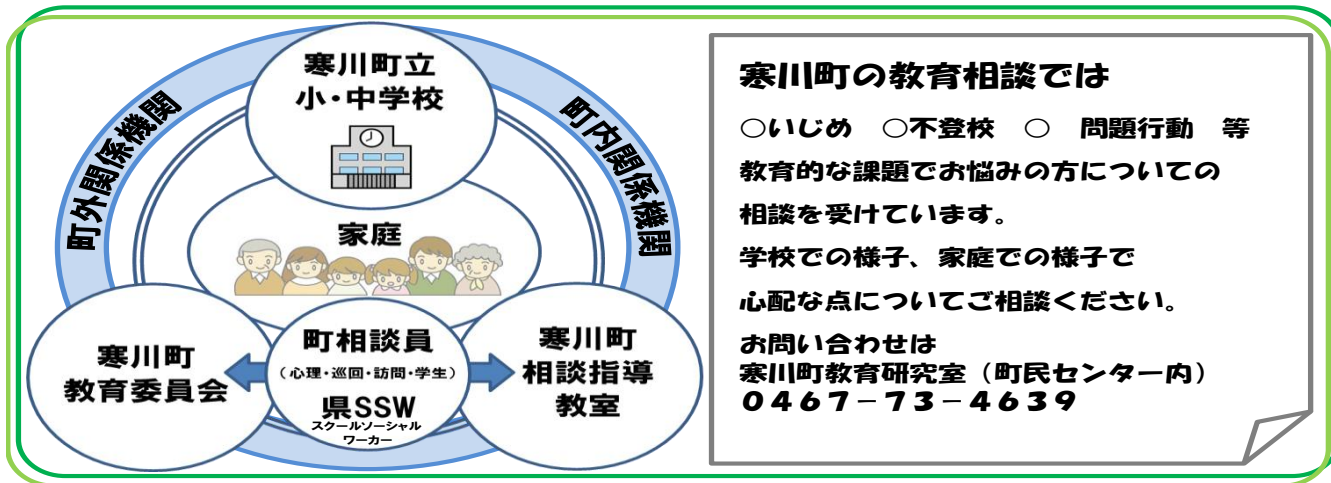 寒川町立
小・中学校
町外関係機関
町内関係機関
家庭
寒川町
教育委員会
町相談員
（心理・巡回・訪問・学生）
県SSW
スクールソーシャル
ワーカー
寒川町
相談指導
教室
寒川町の教育相談では
○いじめ　○不登校　○　問題行動　等
教育的な課題でお悩みの方についての
相談を受けています。
学校での様子、家庭での様子で
心配な点についてご相談ください。
お問い合わせは
寒川町教育研究室（町民センター内）
０４６７－７３－４６３９